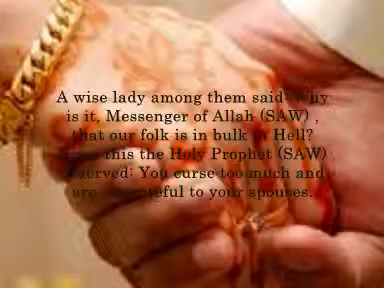 A wise lady among them said: Why
is it, Messenger of Allah (SAW) ,
that our folk is in bulk in Hell?
this the Holy Prophet (SAW)
observed: You curse too much and
are ungrateful to your spouses.